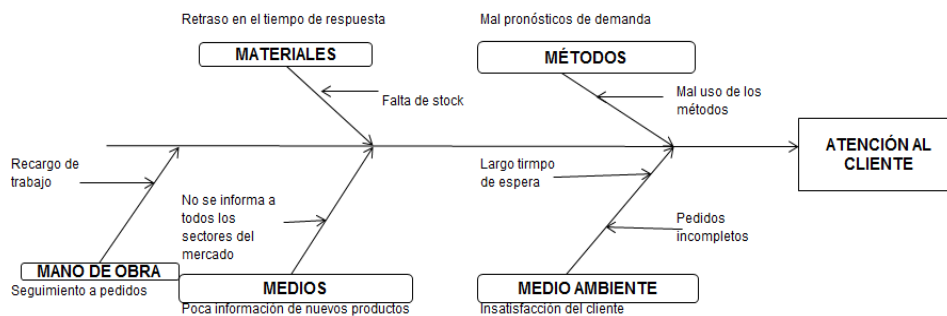 Retraso en el tiempo de respuesta
Mal pronósticos de demanda
MATERIALES
MÉTODOS
Falta de stock
Mal uso de los
métodos
ATENCIÓN AL
CLIENTE
Recargo de
trabajo
Largo tirmpo
de espera
No se informa a
todos los
sectores del
mercado
Pedidos
incompletos
MANO DE OBRA
Seguimiento a pedidos
MEDIOS
Poca información de nuevos productos
MEDIO AMBIENTE
Insatisfacción del cliente